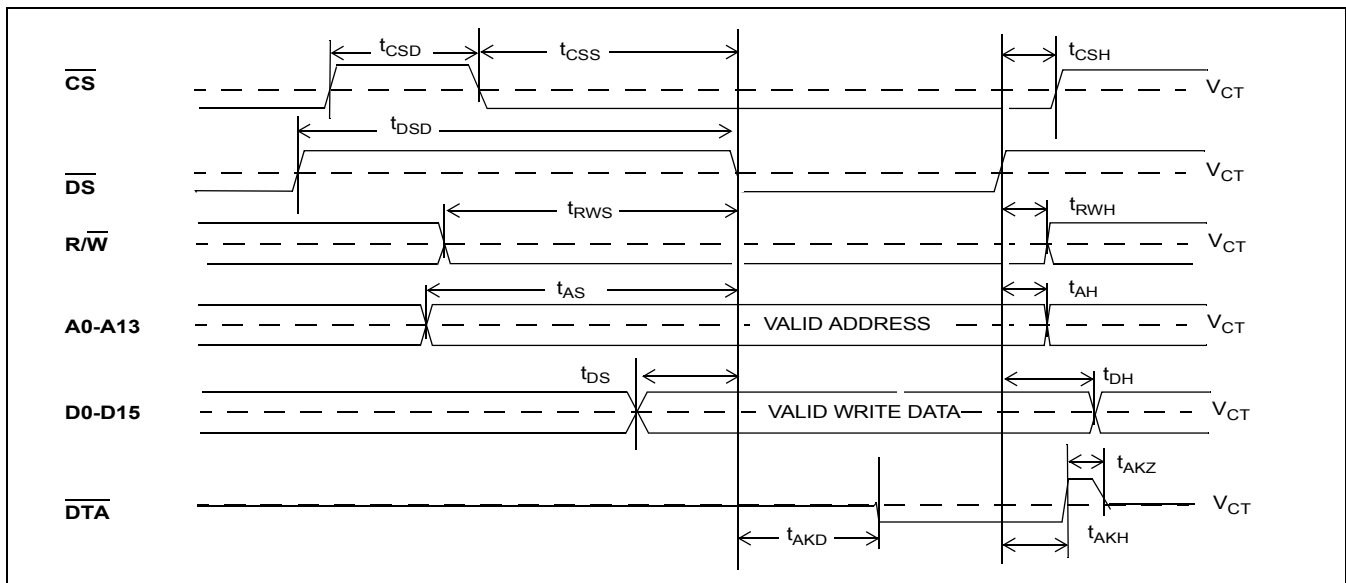 tCSD
tCSS
tCSH
CS
VCT
tDSD
DS
VCT
tRWS
tRWH
R/W
VCT
tAS
tAH
A0-A13
VALID ADDRESS
VCT
tDS
tDH
D0-D15
VALID WRITE DATA
VCT
tAKZ
DTA
VCT
tAKD
tAKH